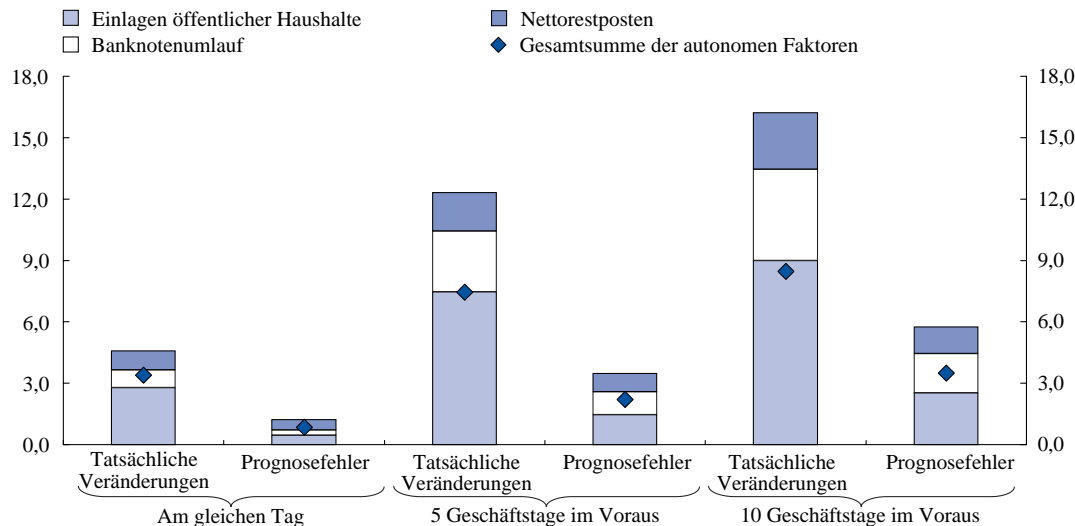 Einlagen öffentlicher Haushalte
Nettorestposten
Banknotenumlauf
Gesamtsumme der autonomen Faktoren
18,0
18,0
15,0
15,0
12,0
12,0
9,0
9,0
6,0
6,0
3,0
3,0
0,0
0,0
Tatsächliche
Veränderungen
Prognosefehler
Tatsächliche
Veränderungen
Prognosefehler
Tatsächliche
Veränderungen
Prognosefehler
Am gleichen Tag
5 Geschäftstage im Voraus
10 Geschäftstage im Voraus